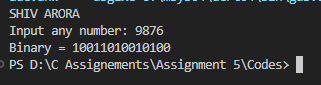 SHIV ARORA
Input any number: 9876
Binary = 10011010010100
PS D:\C Assignements\Assignment 5\Codes>